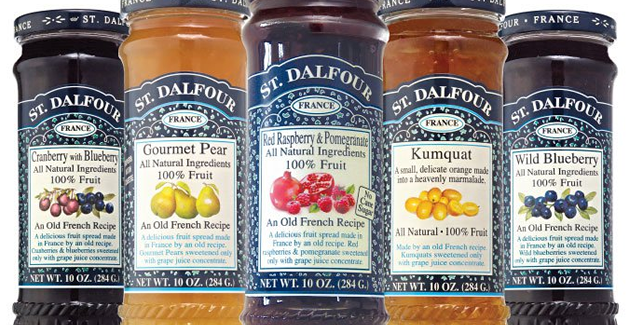 ST. DALFOUR
FRANCE
Cranberry with Blueberry
All Natural Ingredients
100% Fruit
An Old French Recipe
A delicious fruit spread made
in France by an old recipe.
Cranberries & blueberries sweetened
only with grape juice concentrate.
NET WT. 10 OZ. (284 G.)
ST. DALFOUR
FRANCE
Gourmet Pear
All Natural Ingredients
100% Fruit
An Old French Recipe
A delicious fruit spread made
in France by an old recipe.
Gourmet Pears sweetened only
with grape juice concentrate.
NET WT. 10 OZ. (284 G.)
ST. DALFOUR
FRANCE
Red Raspberry & Pomegranate
All Natural Ingredients
100% Fruit
No
Cane
Sugar
An Old French Recipe
A delicious fruit spread made
in France by an old recipe. Red
raspberries & pomegranate sweetened
only with grape juice concentrate.
NET WT. 10 OZ. (284 G.)
ST. DALFOUR
FRANCE
Kumquat
A small, delicate orange made
into a heavenly marmalade.
All Natural • 100% Fruit
Made by an old French recipe.
Kumquats sweetened only with
grape juice concentrate.
NET WT. 10 OZ. (284 G.)
FRANCE
ST. DALFOUR
FRANCE
Wild Blueberry
All Natural Ingredients
100% Fruit
An Old French Recipe
A delicious fruit spread made
in France by an old recipe.
Wild blueberries sweetened
only with grape juice concentrate.
NET WT. 10 OZ. (284 G.)